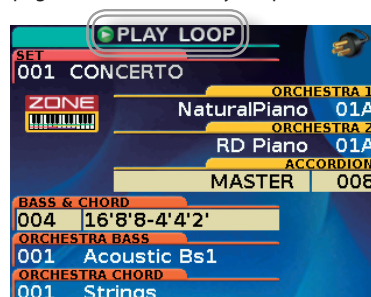 PLAY LOOP
SET
001 CONCERTO
ZONE
ORCHESTRA 1
NaturalPiano 01A
ORCHESTRA 2
RD Piano 01A
ACCORDION
MASTER 008
BASS & CHORD
004 16'8'8-4'4'2'
ORCHESTRA BASS
001 Acoustic Bs1
ORCHESTRA CHORD
001 Strings